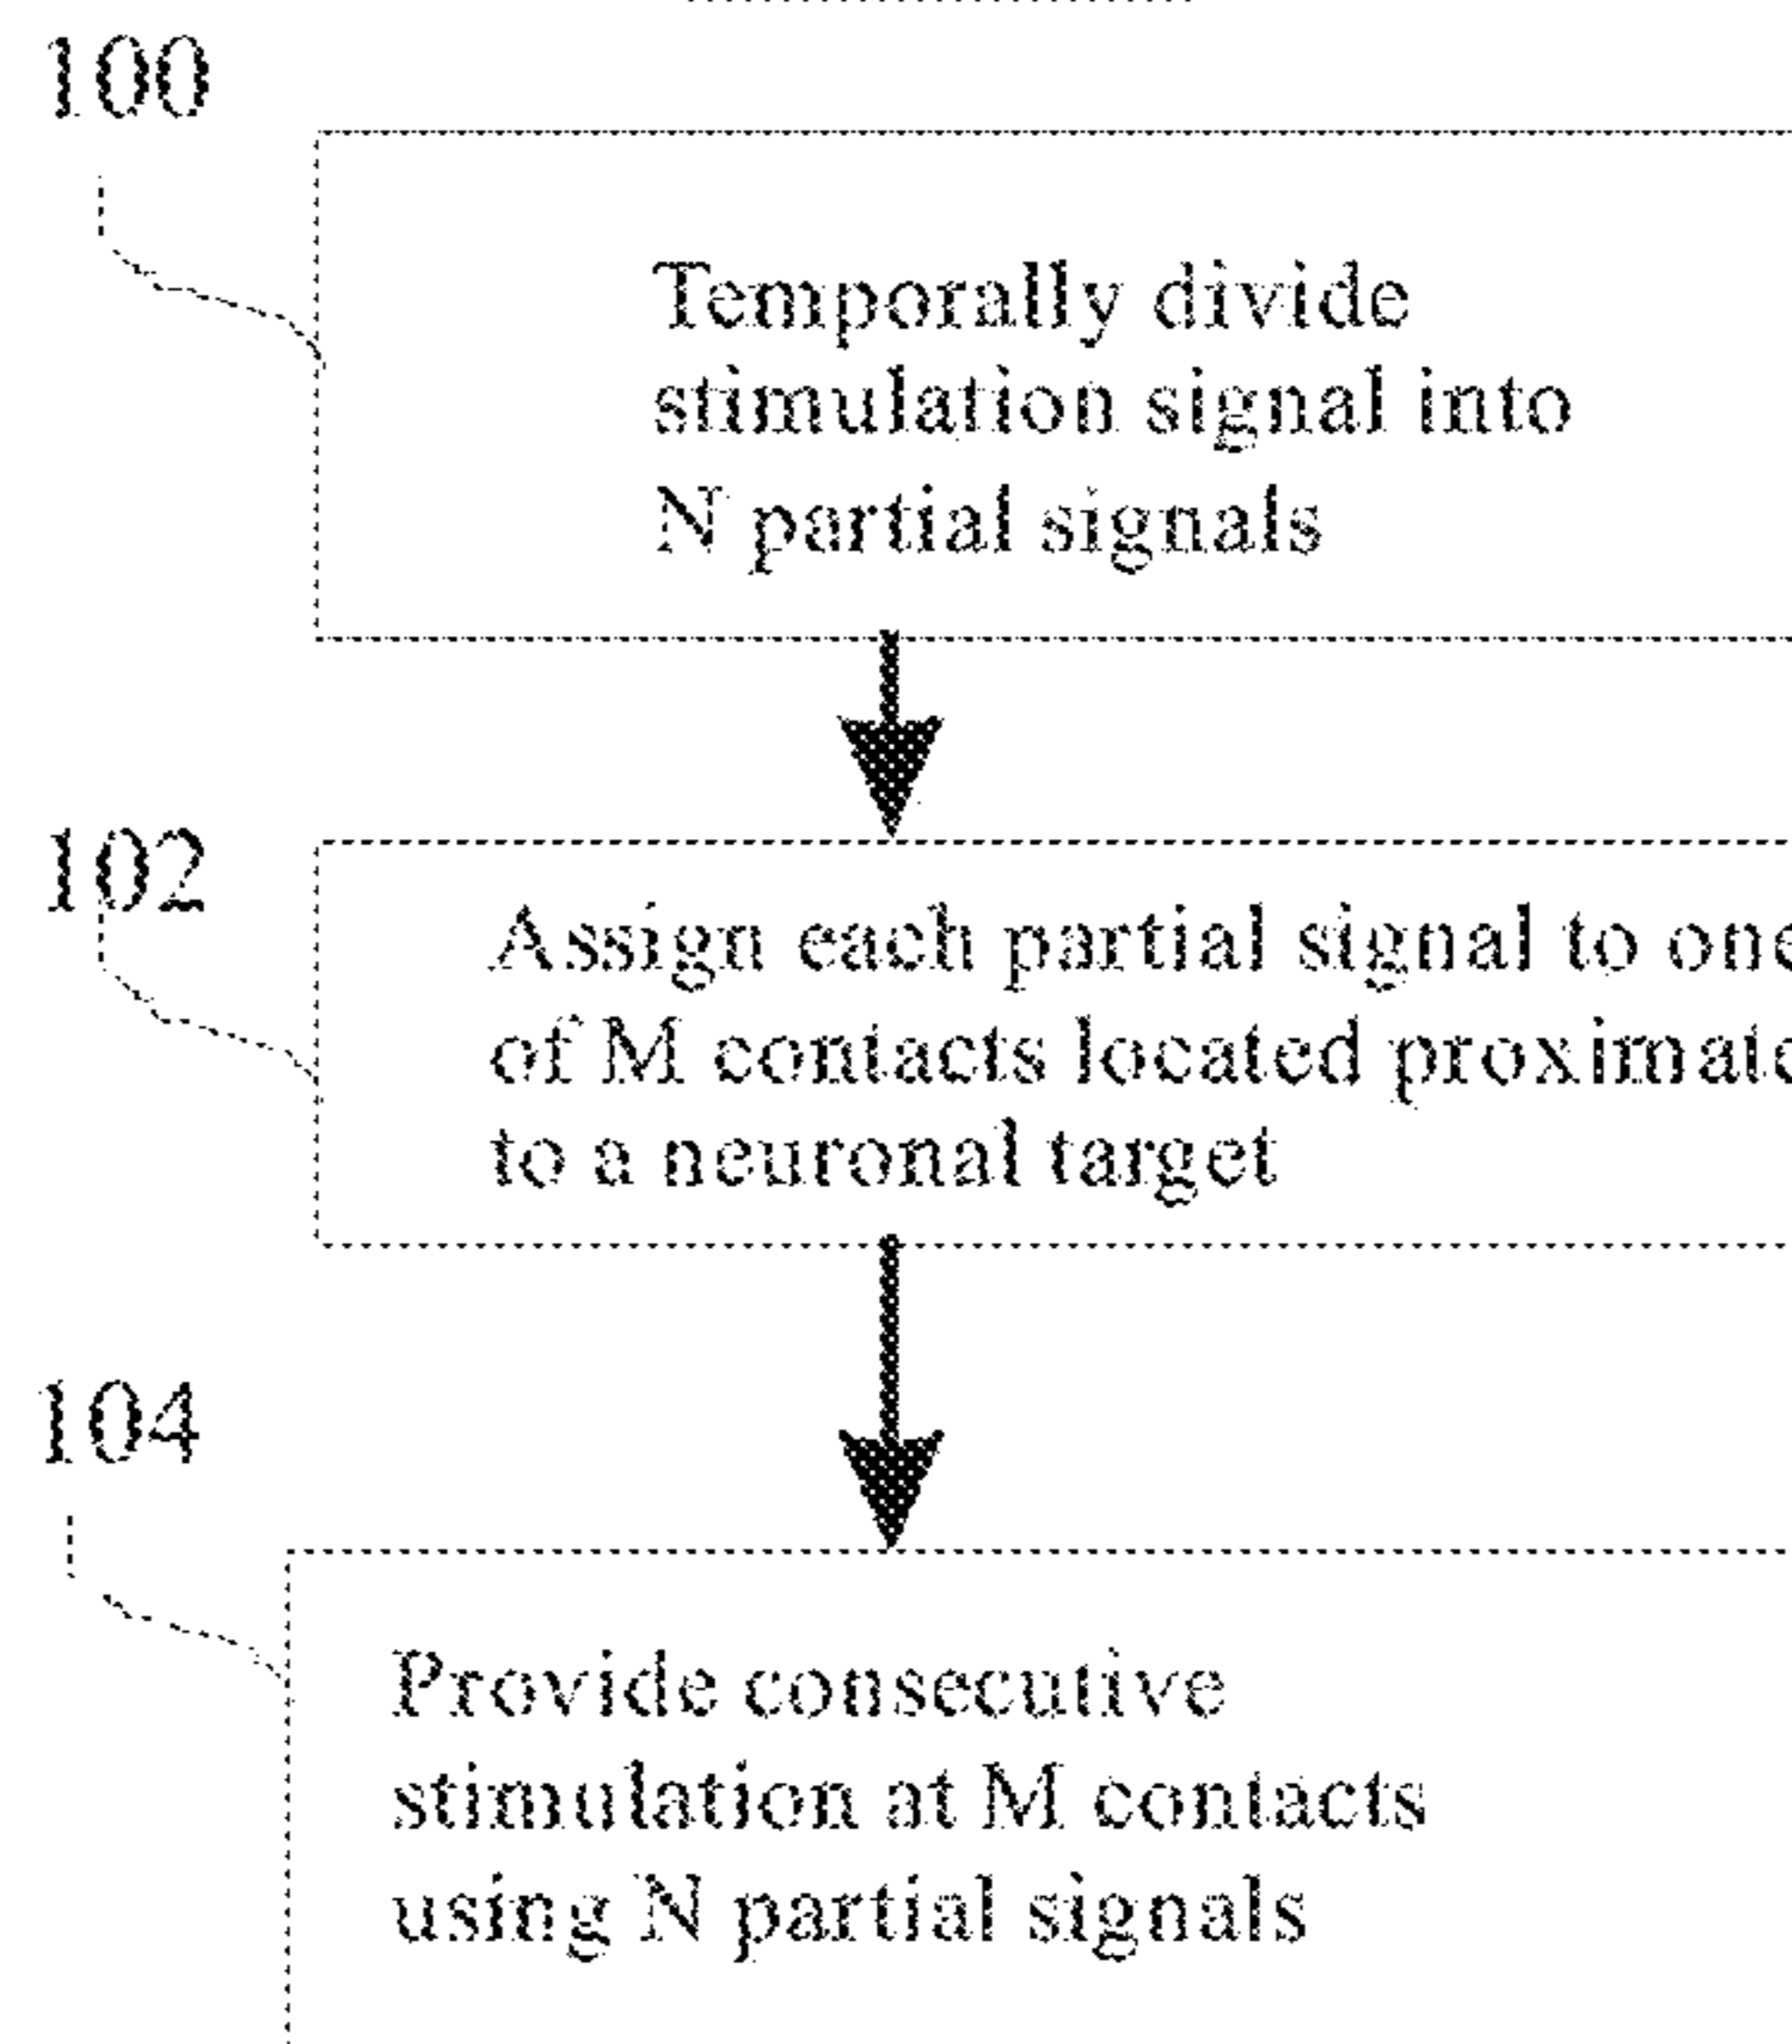 100
Temporally divide
stimulation signal into
N partial signals
102
Assign each partial signal to one
of M contacts located proximate
to a neuronal target
104
Provide consecutive
stimulation at M contacts
using N partial signals